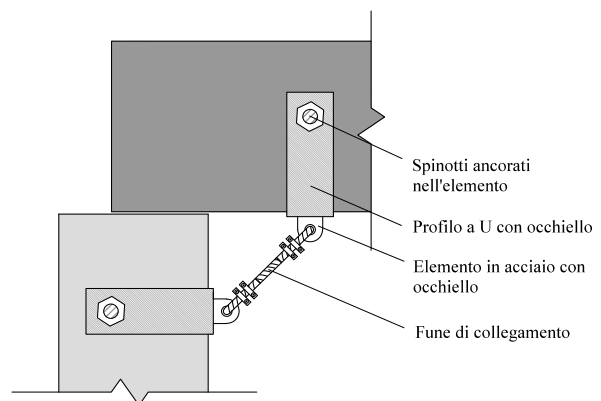 Spinotti ancorati
nell'elemento
Profilo a U con occhiello
Elemento in acciaio con
occhiello
Fune di collegamento